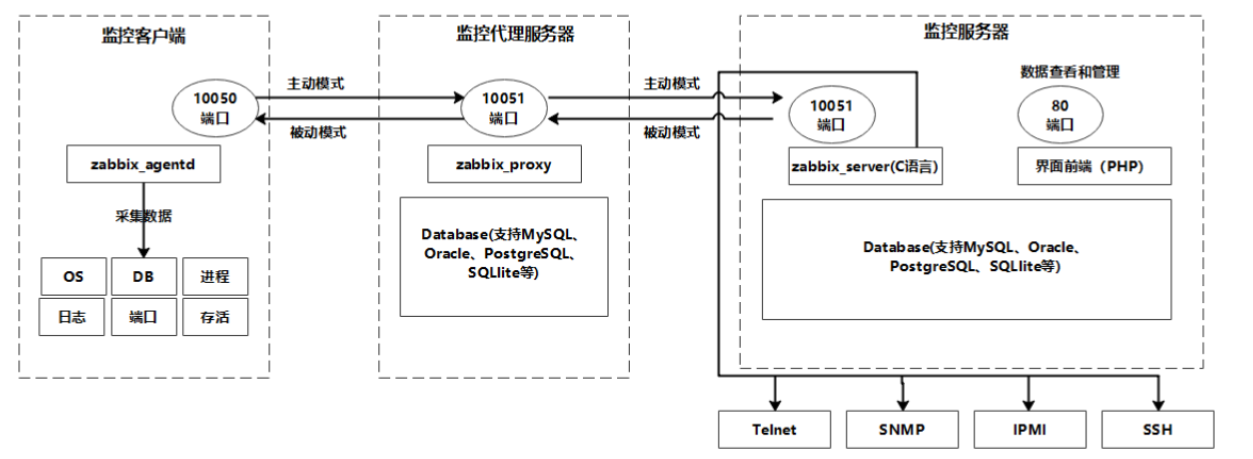 监控客户端
10050
端口
zabbix_agentd
采集数据
OS
DB
进程
日志
端口
存活
主动模式
被动模式
监控代理服务器
10051
端口
zabbix_proxy
Database(支持MySQL、
Oracle、PostgreSQL、
SQLlite等)
主动模式
被动模式
监控服务器
数据查看和管理
10051
端口
80
端口
zabbix_server(C语言)
界面前端（PHP）
Database(支持MySQL、Oracle、
PostgreSQL、SQLlite等)
Telnet
SNMP
IPMI
SSH